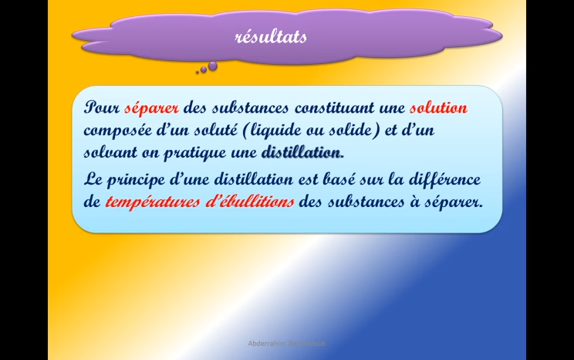 résultats
Pour séparer des substances constituant une solution
composée d'un soluté (liquide ou solide) et d'un
solvant on pratique une distillation.
Le principe d'une distillation est basé sur la différence
de températures d'ébullitions des substances à séparer.